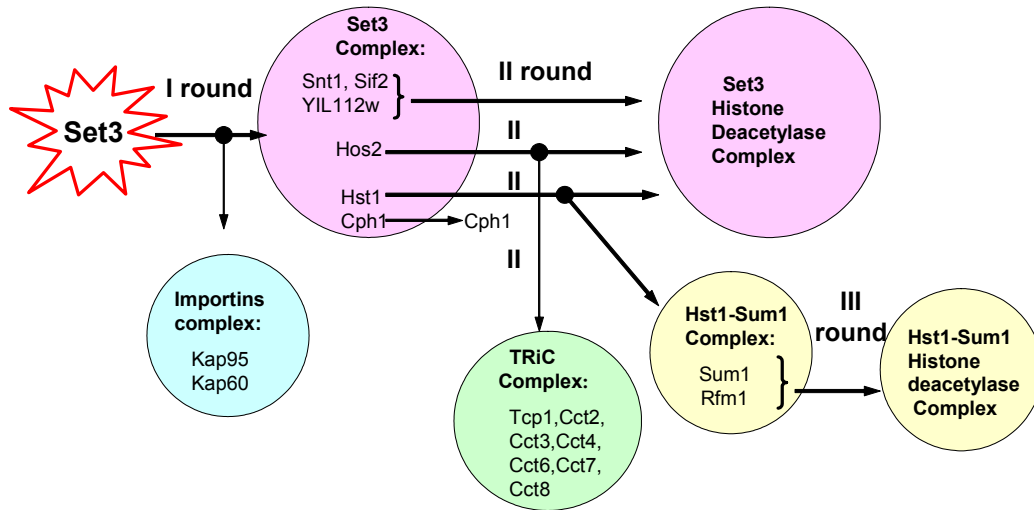 Set3
I round
Set3
Complex:
Snt1, Sif2
YIL112w
Hos2
Hst1
Cph1
Cph1
II round
II
II
II
Set3
Histone
Deacetylase
Complex
Importins
complex:
Kap95
Kap60
TRiC
Complex:
Tcp1,Cct2,
Cct3,Cct4,
Cct6,Cct7,
Cct8
Hst1-Sum1
Complex:
Sum1
Rfm1
III
round
Hst1-Sum1
Histone
deacetylase
Complex